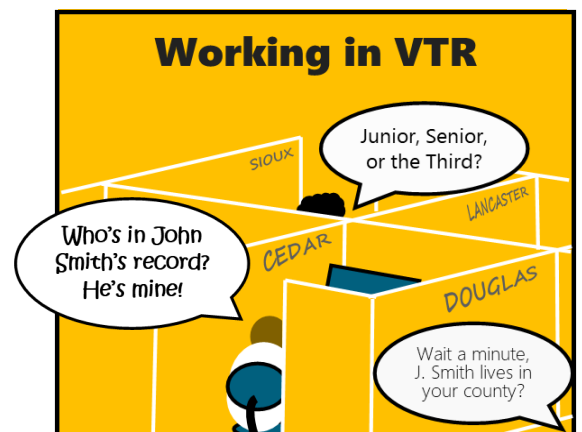 Working in VTR
Junior, Senior,
or the Third?
SIOUX
LANCASTER
Who's in John
Smith's record?
He's mine!
CEDAR
DOUGLAS
Wait a minute,
J. Smith lives in
your county?